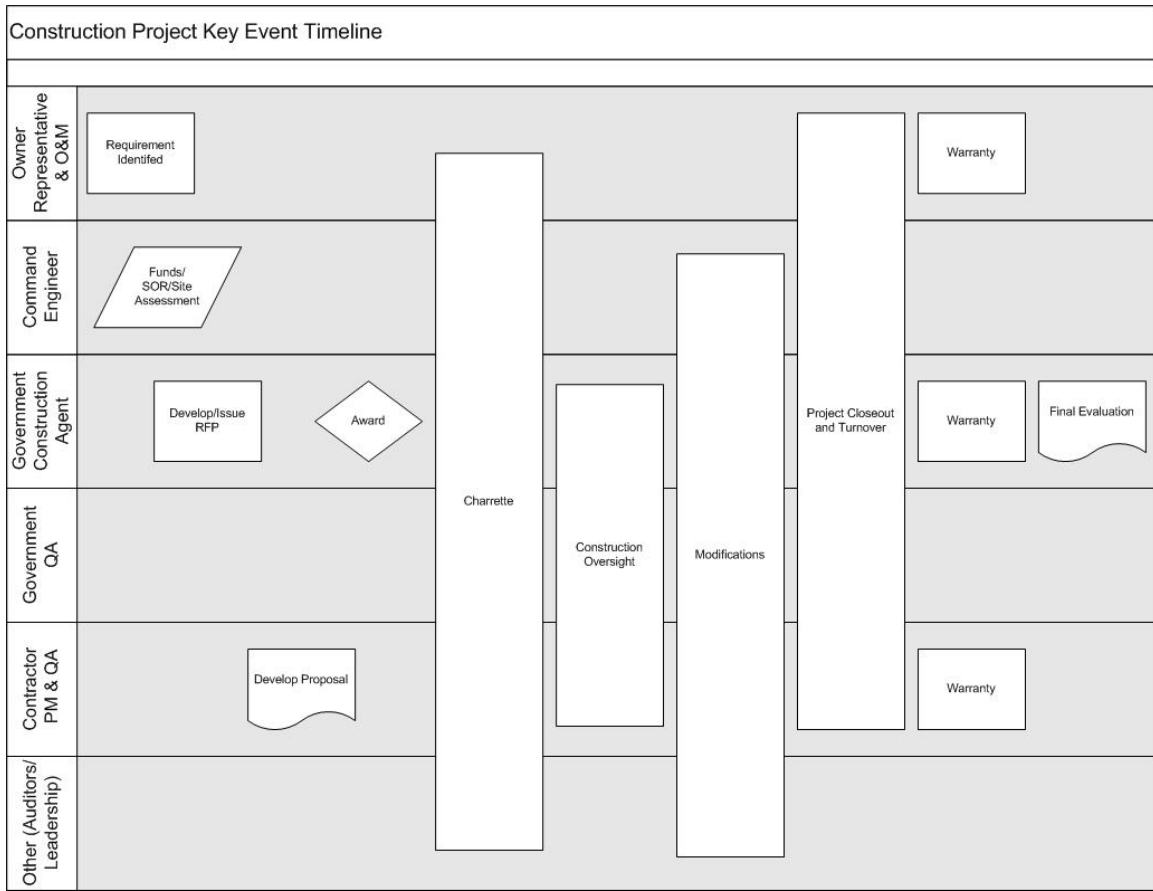 Construction Project Key Event Timeline
Owner
Representative
& O&M
Requirement
Identifed
Warranty
Command
Engineer
Funds/
SOR/Site
Assessment
Government
Construction
Agent
Develop/Issue
RFP
Award
Project Closeout
and Turnover
Warranty
Final Evaluation
Charrette
Government
QA
Construction
Oversight
Modifications
Contractor
PM & QA
Develop Proposal
Warranty
Other (Auditors/
Leadership)